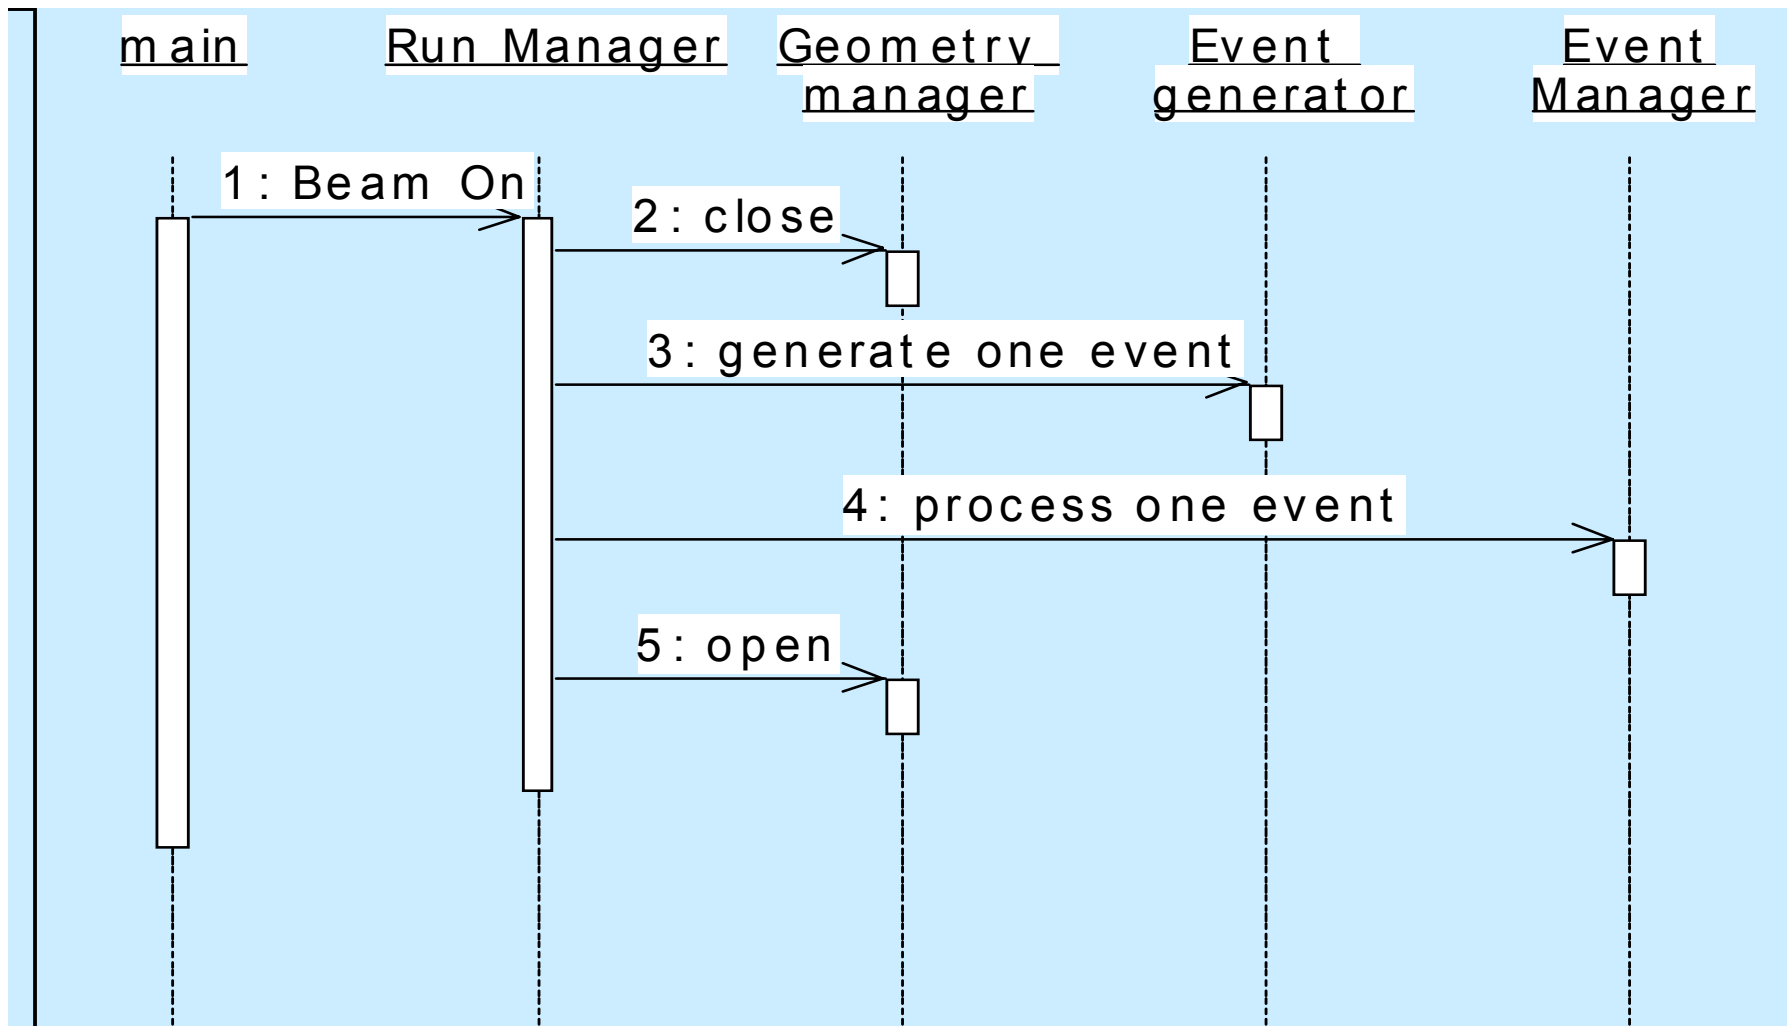 main
Run Manager
Geometry
manager
Event
generator
Event
Manager
1: Beam On
2: close
3: generate one event
4: process one event
5: open